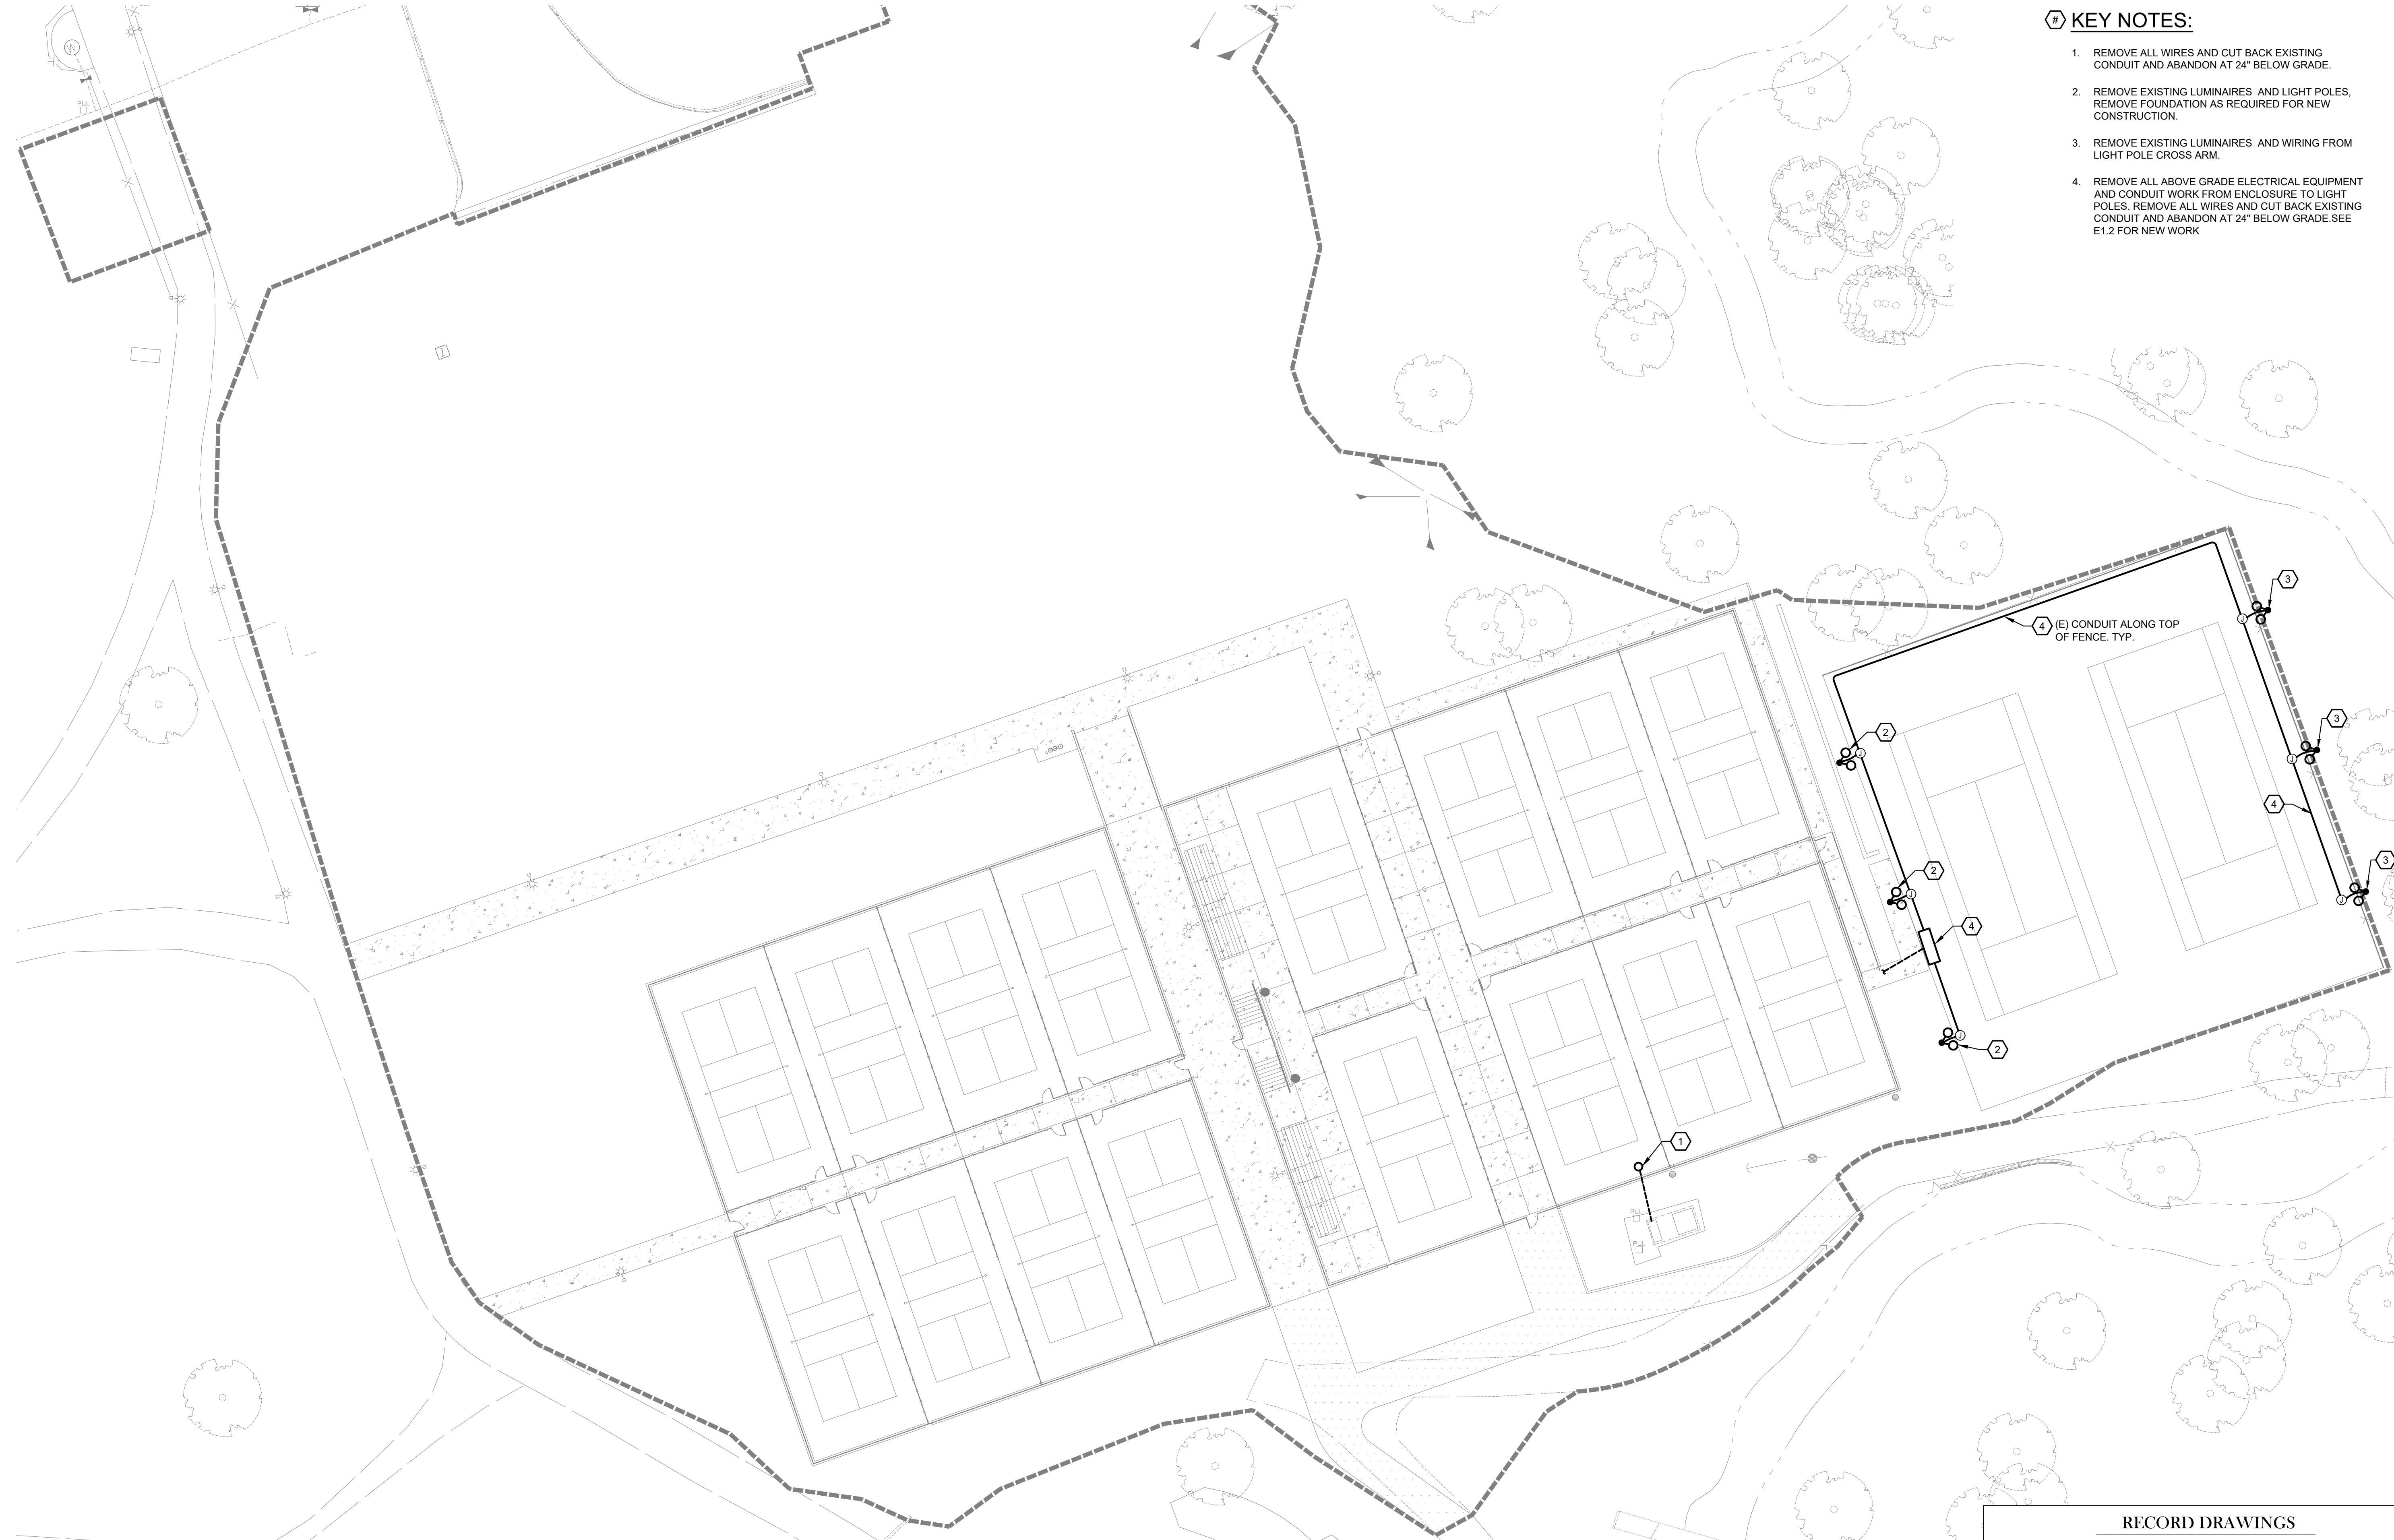 # KEY NOTES:
1. REMOVE ALL WIRES AND CUT BACK EXISTING
CONDUIT AND ABANDON AT 24" BELOW GRADE.
2. REMOVE EXISTING LUMINAIRES AND LIGHT POLES,
REMOVE FOUNDATION AS REQUIRED FOR NEW
CONSTRUCTION.
3. REMOVE EXISTING LUMINAIRES AND WIRING FROM
LIGHT POLE CROSS ARM.
4. REMOVE ALL ABOVE GRADE ELECTRICAL EQUIPMENT
AND CONDUIT WORK FROM ENCLOSURE TO LIGHT
POLES. REMOVE ALL WIRES AND CUT BACK EXISTING
CONDUIT AND ABANDON AT 24" BELOW GRADE.SEE
E1.2 FOR NEW WORK
W
J
3
4 (E) CONDUIT ALONG TOP
OF FENCE. TYP.
J
3
2
J
J
4
3
2
J
J
4
J
2
1
RECORD DRAWINGS